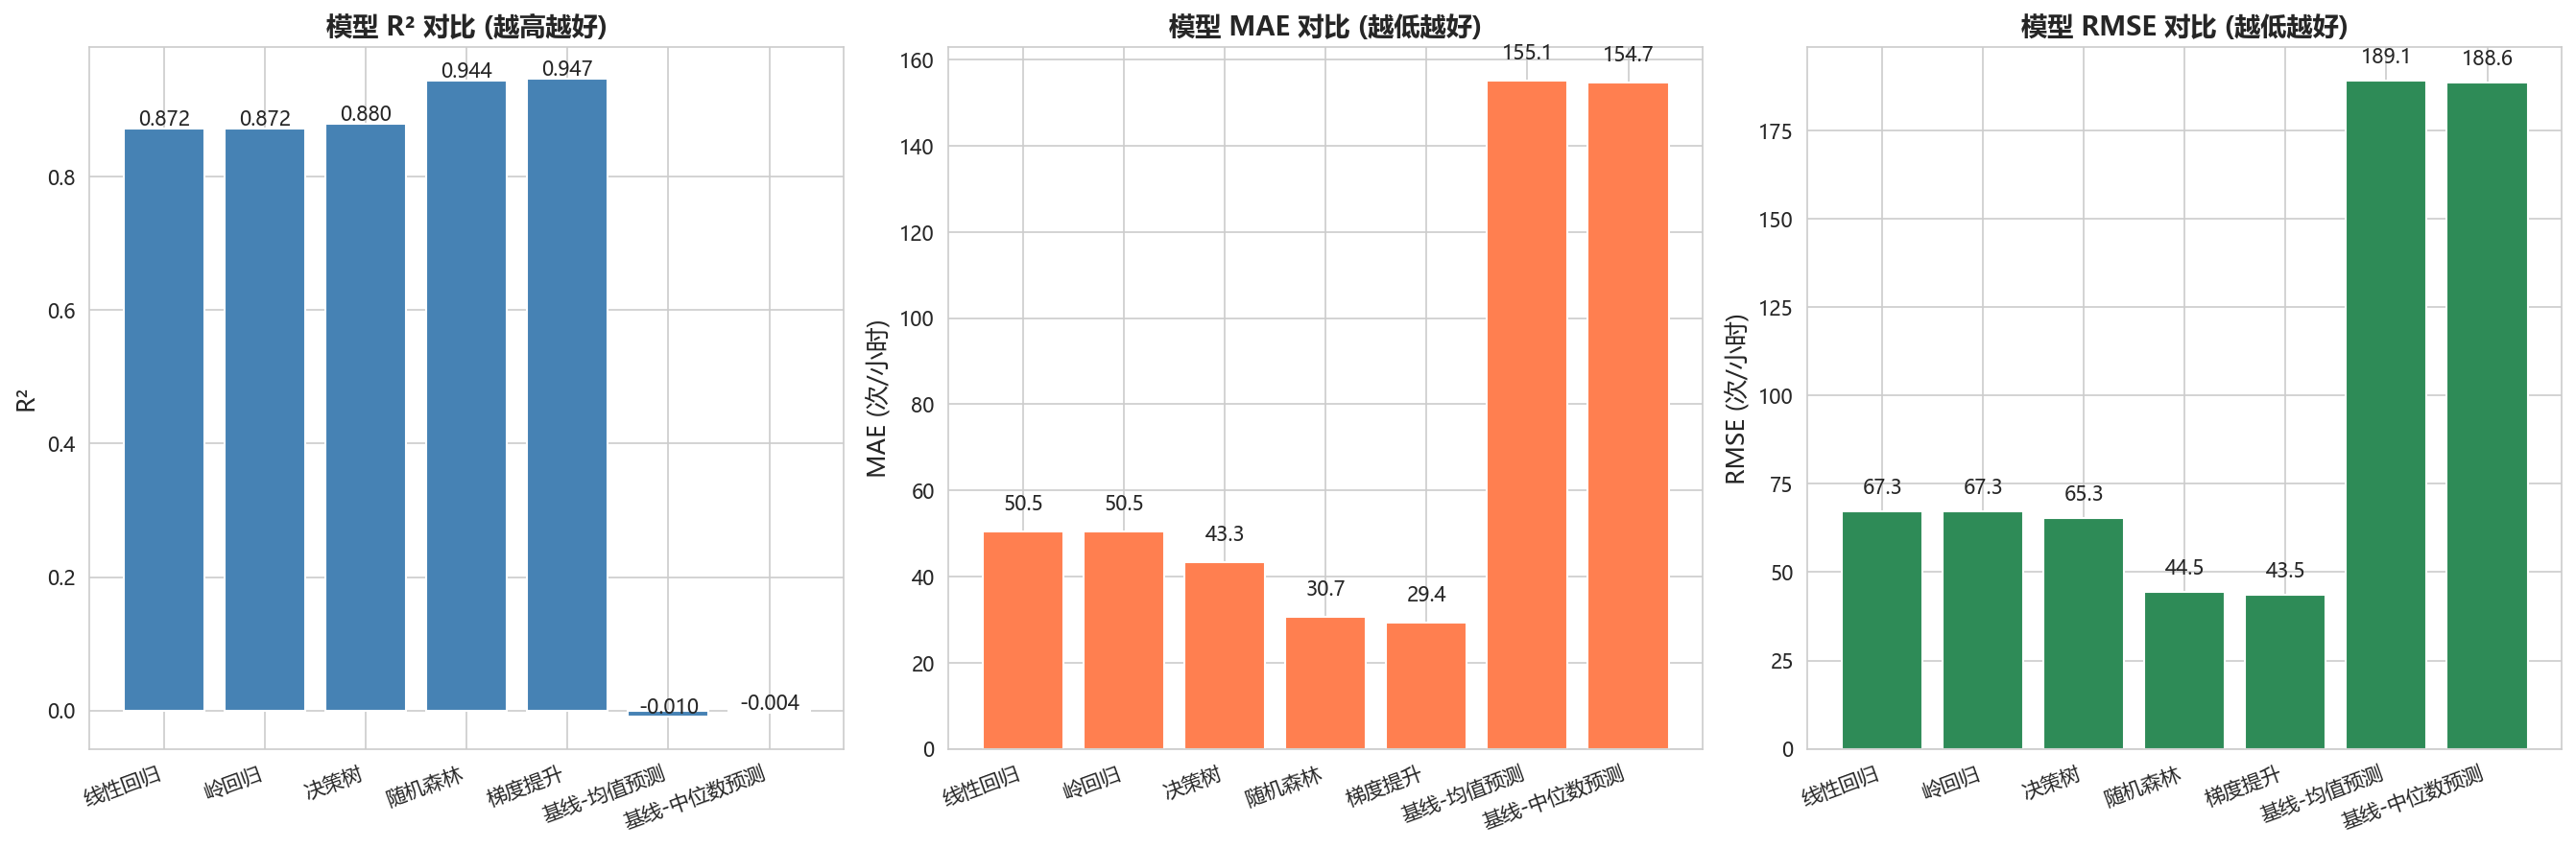 模型 R² 对比 (越高越好)
R²
0.8
0.6
0.4
0.2
0.0
0.872
0.872
0.880
0.944
0.947
-0.010
-0.004
线性回归
岭回归
决策树
随机森林
梯度提升
基线-均值预测
基线-中位数预测
模型 MAE 对比 (越低越好)
MAE (次/小时)
160
140
120
100
80
60
40
20
0
50.5
50.5
43.3
30.7
29.4
155.1
154.7
线性回归
岭回归
决策树
随机森林
梯度提升
基线-均值预测
基线-中位数预测
模型 RMSE 对比 (越低越好)
RMSE (次/小时)
175
150
125
100
75
50
25
0
67.3
67.3
65.3
44.5
43.5
189.1
188.6
线性回归
岭回归
决策树
随机森林
梯度提升
基线-均值预测
基线-中位数预测